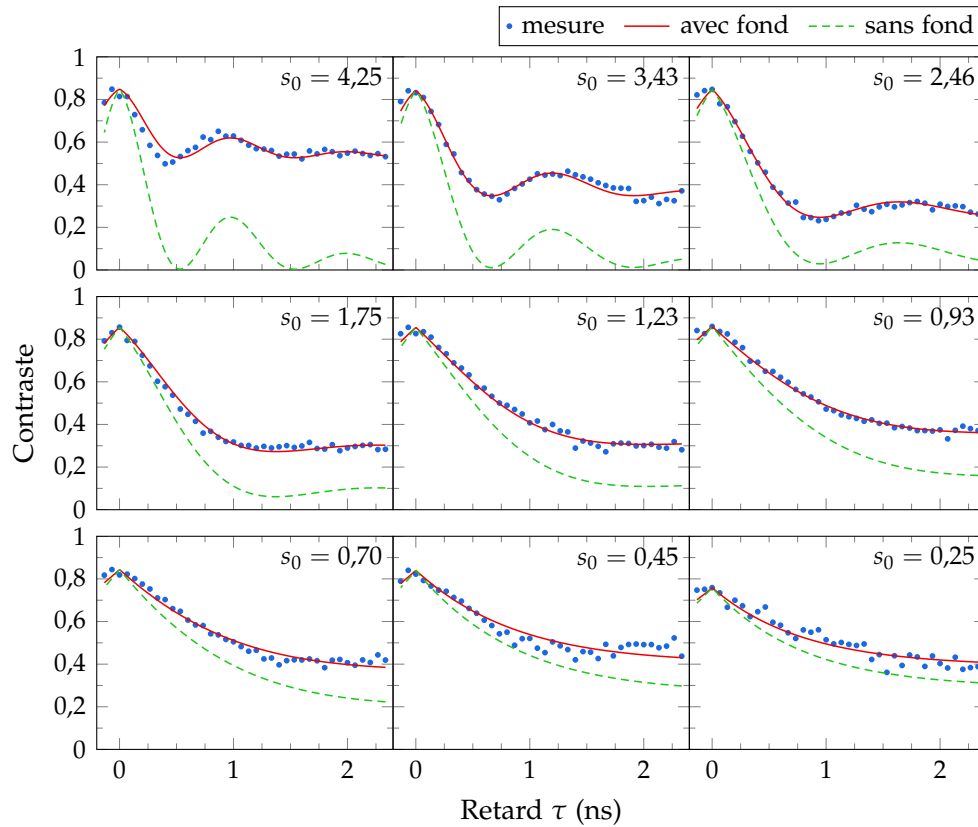 mesure avec fond sans fond
1 s₀ = 4,25 s₀ = 3,43 s₀ = 2,46
0,8
0,6
0,4
0,2
0
1 s₀ = 1,75 s₀ = 1,23 s₀ = 0,93
0,8
0,6
0,4
0,2
0
Contraste
1 s₀ = 0,70 s₀ = 0,45 s₀ = 0,25
0,8
0,6
0,4
0,2
0
0 1 2 0 1 2 0 1 2
Retard τ (ns)